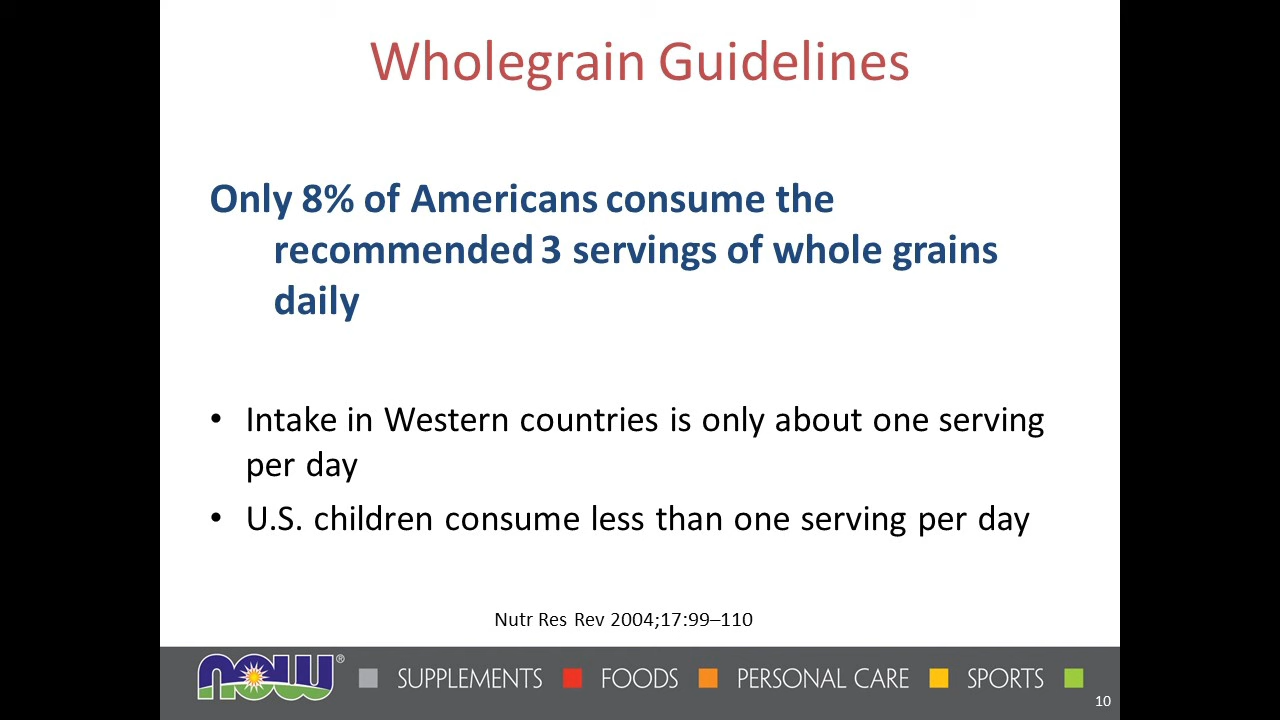 Wholegrain Guidelines
Only 8% of Americans consume the
recommended 3 servings of whole grains
daily
• Intake in Western countries is only about one serving
per day
• U.S. children consume less than one serving per day
Nutr Res Rev 2004;17:99–110
now® SUPPLEMENTS FOODS PERSONAL CARE SPORTS
10